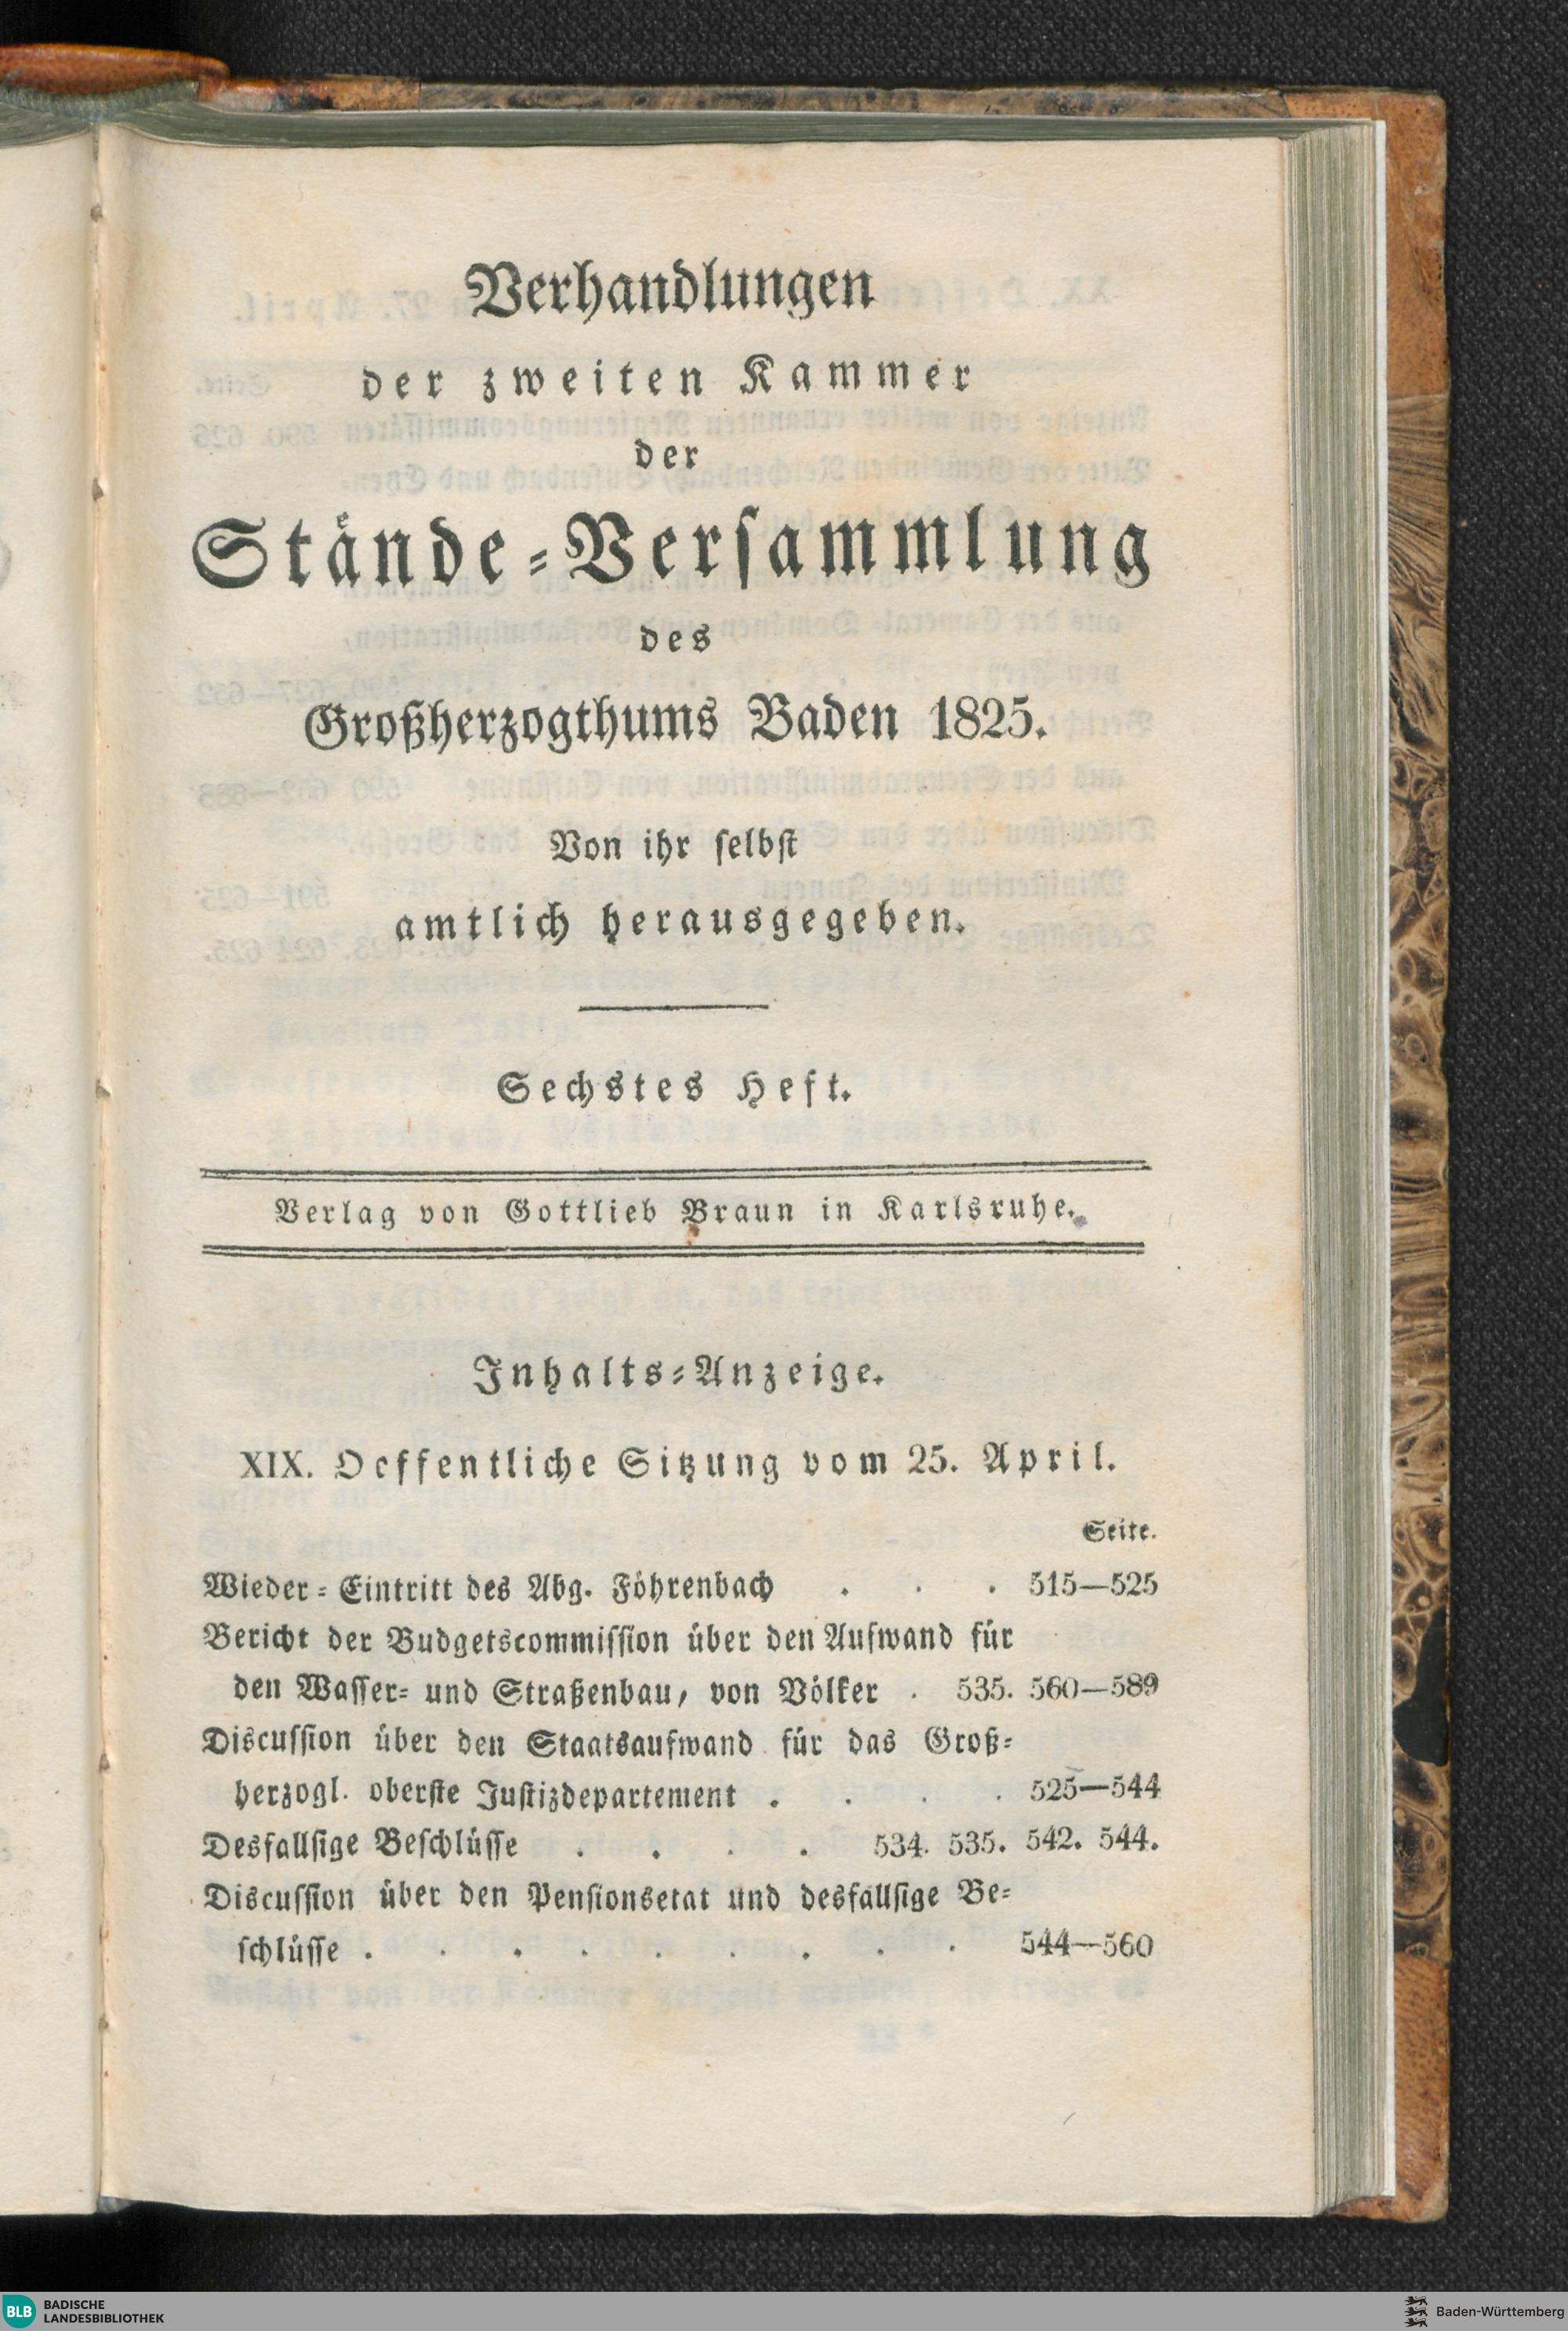 Verhandlungen
der zweiten Kammer
der
Stände-Versammlung
des
Großherzogthums Baden 1825.
Von ihr selbst
amtlich herausgegeben.
Sechstes Heft.
Verlag von Gottlieb Braun in Karlsruhe.
Inhalts-Anzeige.
XIX. Oeffentliche Sitzung vom 25. April.
Seite.
Wieder-Eintritt des Abg. Föhrenbach . . . 515—525
Bericht der Budgetscommission über den Aufwand für
den Wasser- und Straßenbau, von Völker . 535. 560—589
Discussion über den Staatsaufwand für das Groß-
herzogl. oberste Justizdepartement . . . . 525—544
Desfallsige Beschlüsse . . . . 534. 535. 542. 544.
Discussion über den Pensionsetat und desfallsige Be-
schlüsse . . . . . . . . . 544—560
BLB BADISCHE
LANDESBIBLIOTHEK
Baden-Württemberg